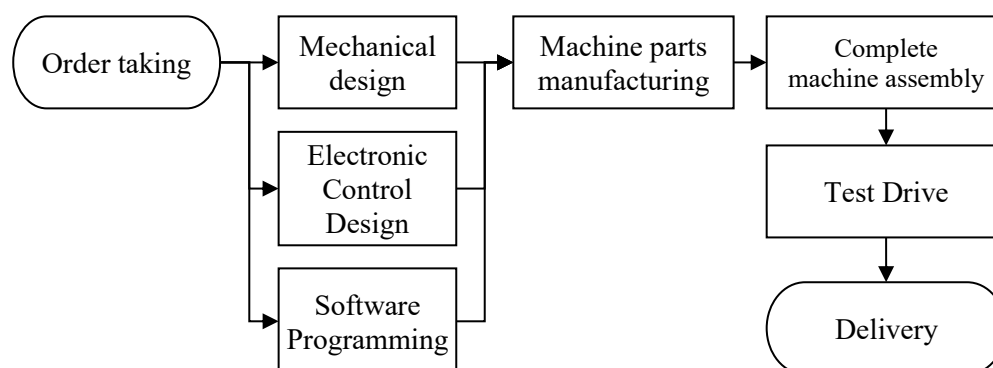 Order taking
Mechanical
design
Machine parts
manufacturing
Complete
machine assembly
Electronic
Control
Design
Test Drive
Software
Programming
Delivery